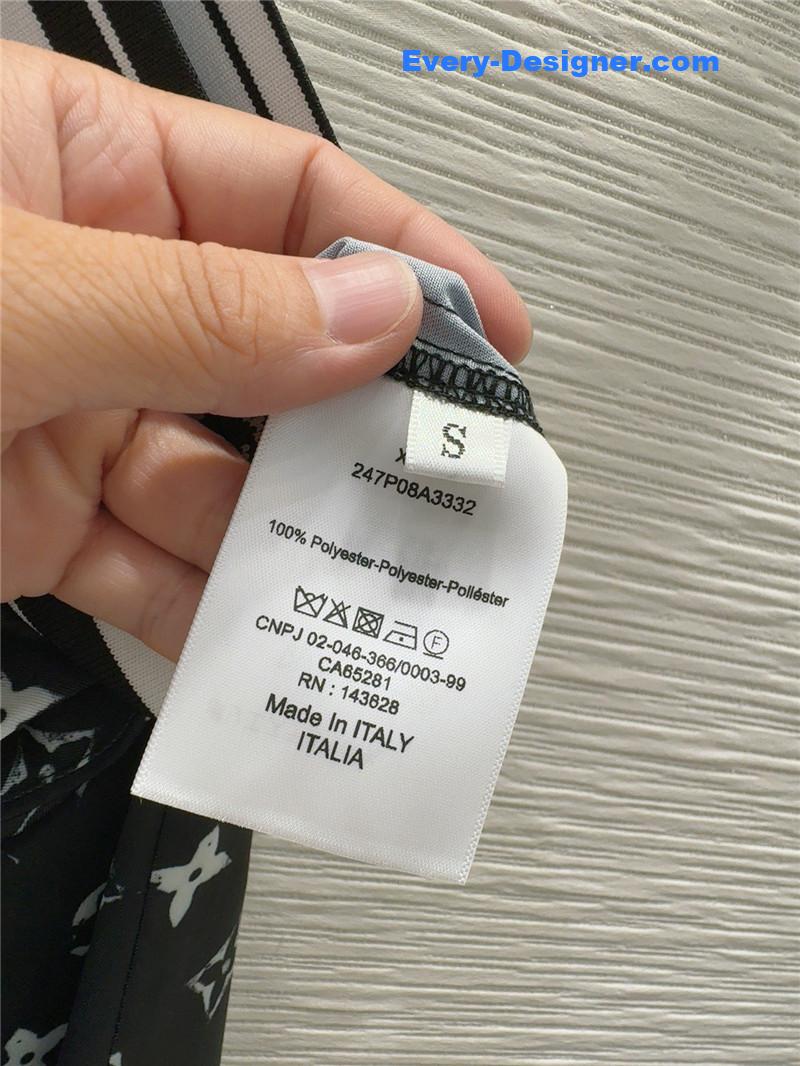 Every-Designer.com
S
247P08A3332
100% Polyester-Polyester-Poliéster
F
CNPJ 02-046-366/0003-99
CA65281
RN : 143628
Made In ITALY
ITALIA